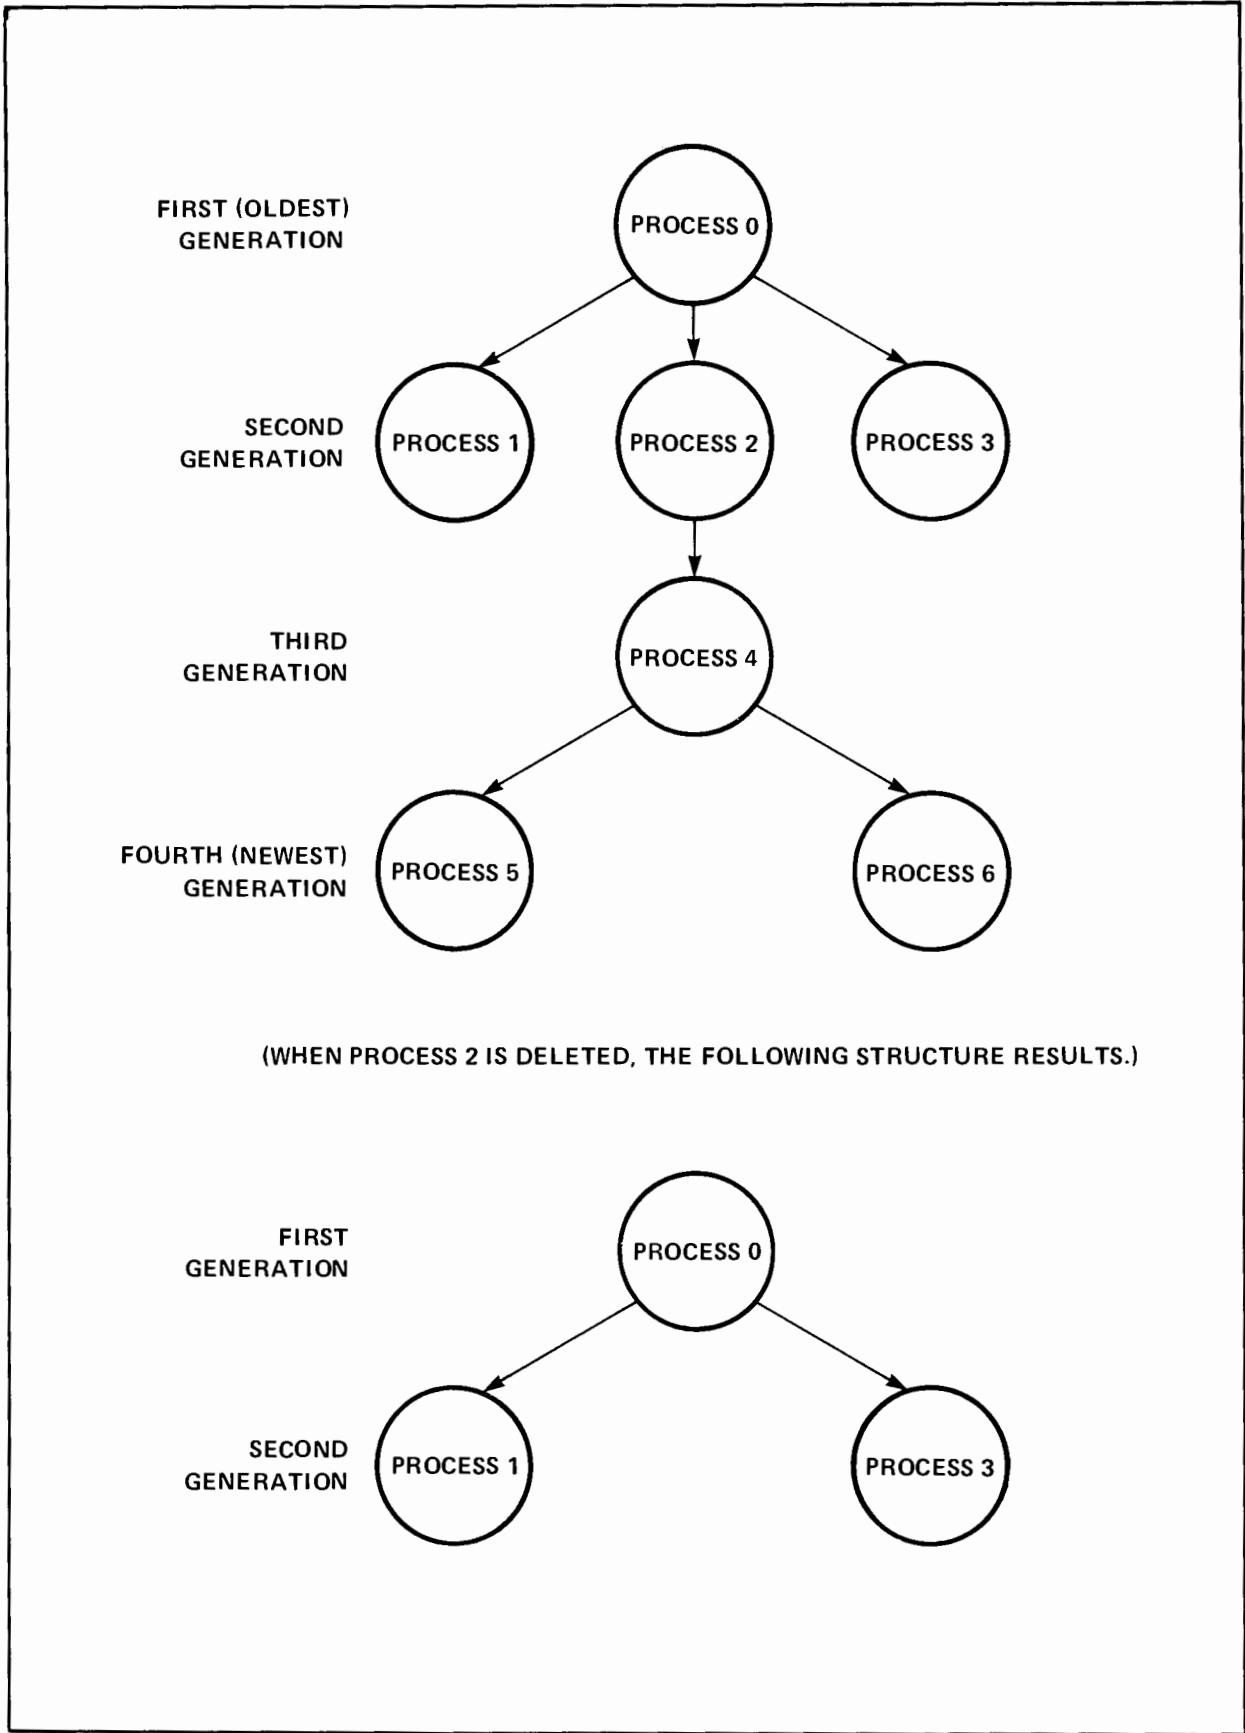 FIRST (OLDEST)
GENERATION
PROCESS 0
SECOND
GENERATION
PROCESS 1
PROCESS 2
PROCESS 3
THIRD
GENERATION
PROCESS 4
FOURTH (NEWEST)
GENERATION
PROCESS 5
PROCESS 6
(WHEN PROCESS 2 IS DELETED, THE FOLLOWING STRUCTURE RESULTS.)
FIRST
GENERATION
PROCESS 0
SECOND
GENERATION
PROCESS 1
PROCESS 3